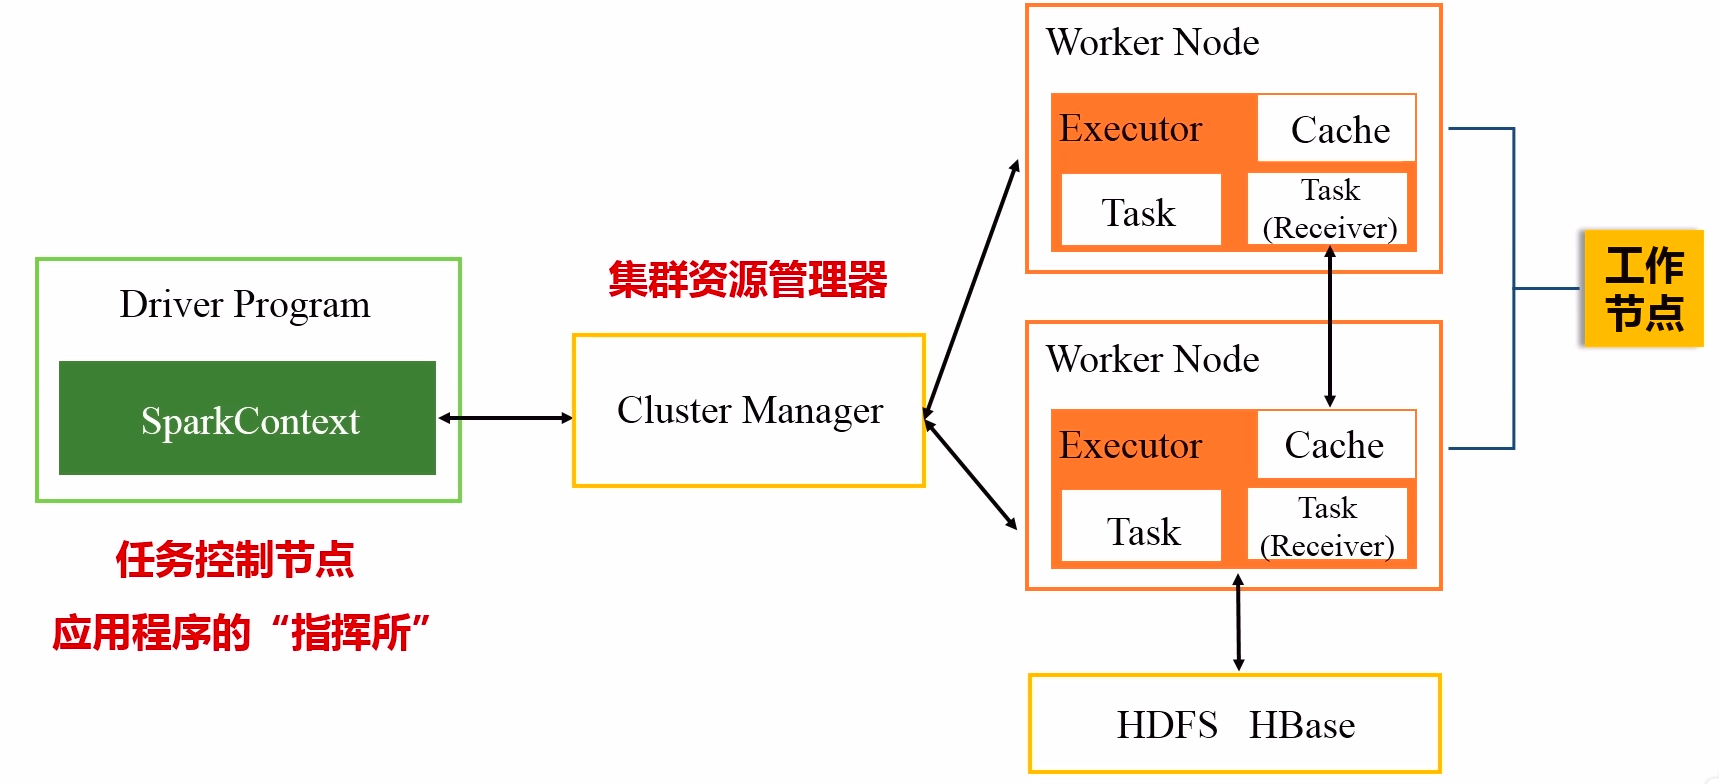 Driver Program
SparkContext
任务控制节点
应用程序的“指挥所”
集群资源管理器
Cluster Manager
Worker Node
Executor
Cache
Task
Task
(Receiver)
Worker Node
Executor
Cache
Task
Task
(Receiver)
HDFS HBase
工作
节点